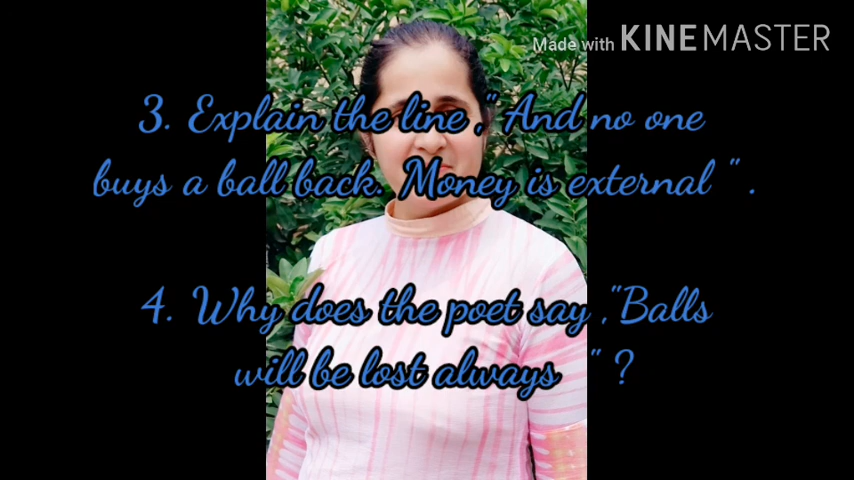 Made with KINEMASTER
3. Explain the line ," And no one
buys a ball back. Money is external " .
4. Why does the poet say ,"Balls
will be lost always " ?